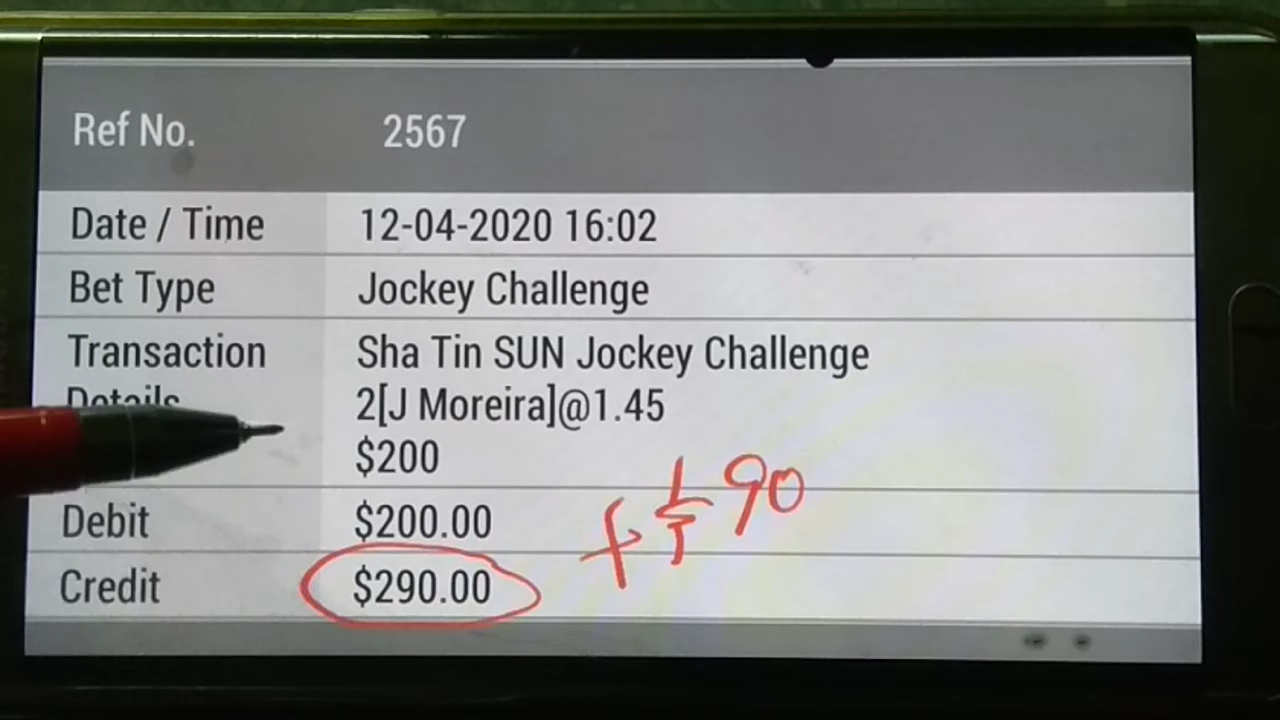 Ref No. 2567
Date / Time 12-04-2020 16:02
Bet Type Jockey Challenge
Transaction Sha Tin SUN Jockey Challenge
Details 2[J Moreira]@1.45
$200
Debit $200.00
Credit $290.00
90